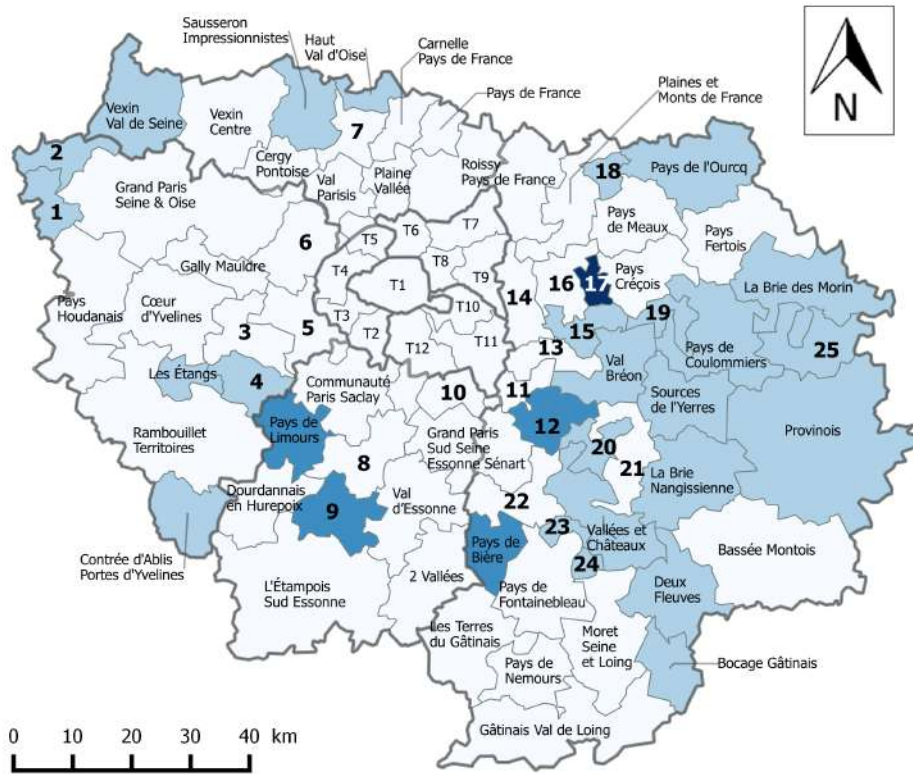 Sausseron
Impressionnistes
Haut
Val d'Oise
Carnelle
Pays de France
Pays de France
Plaines et
Monts de France
N
Vexin
Val de Seine
Vexin
Centre
7
2
Cergy
Pontoise
Val
Parisis
Plaine
Vallée
Roissy
Pays de France
18
Pays de l'Ourcq
1
Grand Paris
Seine & Oise
Pays
de Meaux
Pays
Fertois
6
T5
T6
T7
T8
T4
T1
T9
Gally Mauldre
16
17
Pays
Créçois
La Brie des Morin
Pays
Houdanais
Cœur
d'Yvelines
3
5
T3
T2
T10
T12
T11
14
13
15
19
Pays de
Coulommiers
25
Les Étangs
4
Communauté
Paris Saclay
10
11
Val
Bréon
Sources
de l'Yerres
Provinois
Pays de
Limours
Rambouillet
Territoires
8
Grand Paris
Sud Seine
Essonne Sénart
12
20
21
La Brie
Nangissienne
Dourdannais
en Hurepoix
9
Val
d'Essonne
22
23
Vallées et
Châteaux
Bassée Montois
Contrée d'Ablis
Portes d'Yvelines
Pays de
Bière
24
L'Étampois
Sud Essonne
2 Vallées
Pays de
Fontainebleau
Deux
Fleuves
Les Terres
du Gâtinais
Moret
Seine
et Loing
Bocage Gâtinais
Pays de
Nemours
Gâtinais Val de Loing
0 10 20 30 40 km